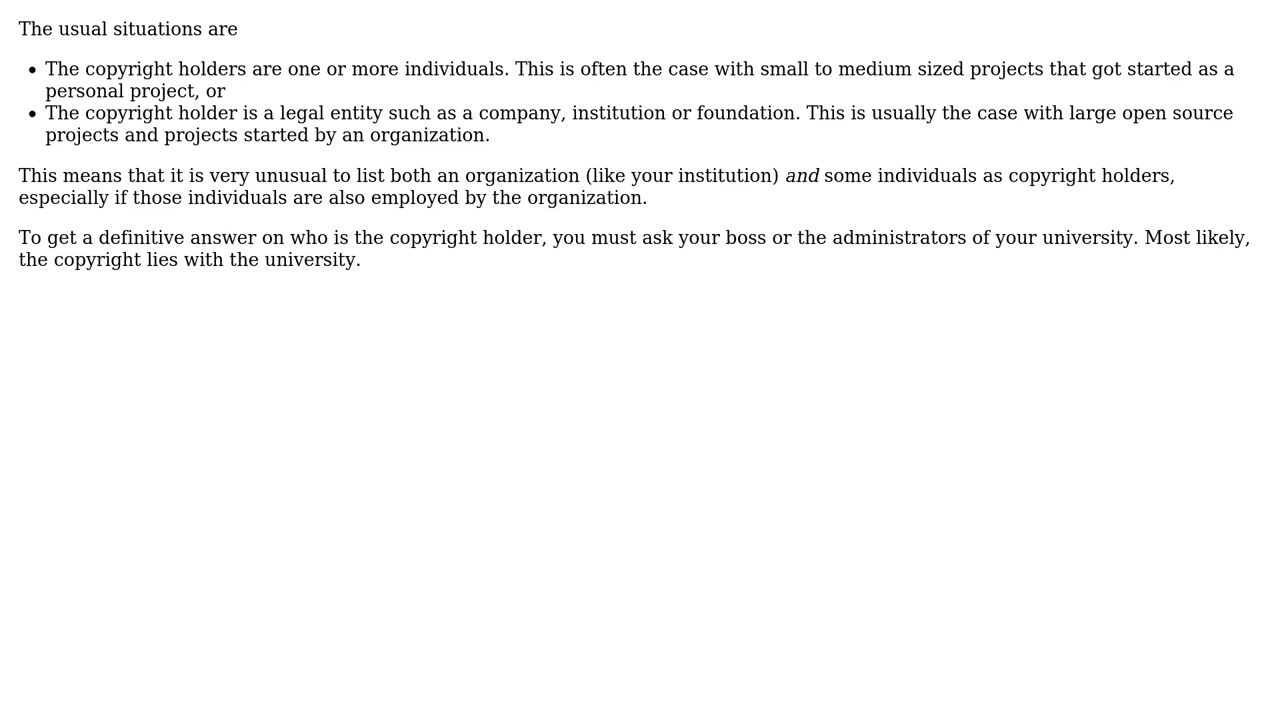 The usual situations are
• The copyright holders are one or more individuals. This is often the case with small to medium sized projects that got started as a
personal project, or
• The copyright holder is a legal entity such as a company, institution or foundation. This is usually the case with large open source
projects and projects started by an organization.
This means that it is very unusual to list both an organization (like your institution) and some individuals as copyright holders,
especially if those individuals are also employed by the organization.
To get a definitive answer on who is the copyright holder, you must ask your boss or the administrators of your university. Most likely,
the copyright lies with the university.